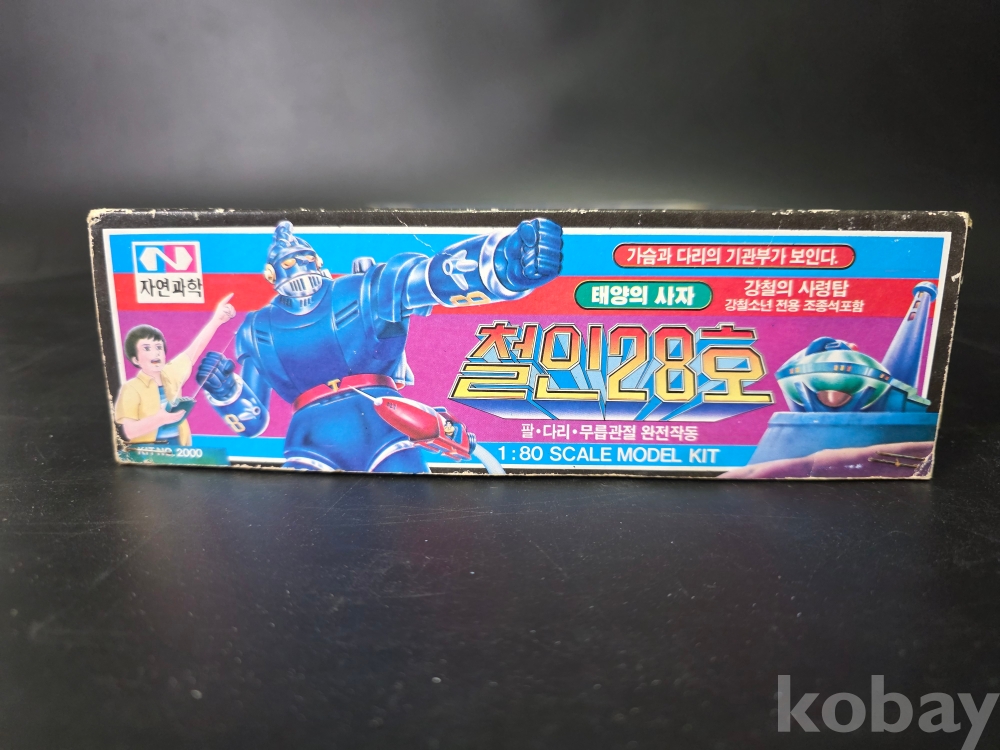 자연과학
가슴과 다리의 기관부가 보인다.
태양의 사자
강철의 사령탑
강철소년 전용 조종석포함
철인28호
팔·다리·무릎관절 완전작동
1:80 SCALE MODEL KIT
KIT NO. 2000
8
8
kobay